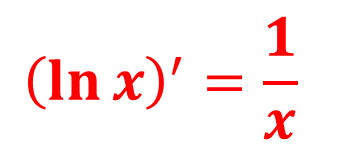 (ln x)′ = 1/x